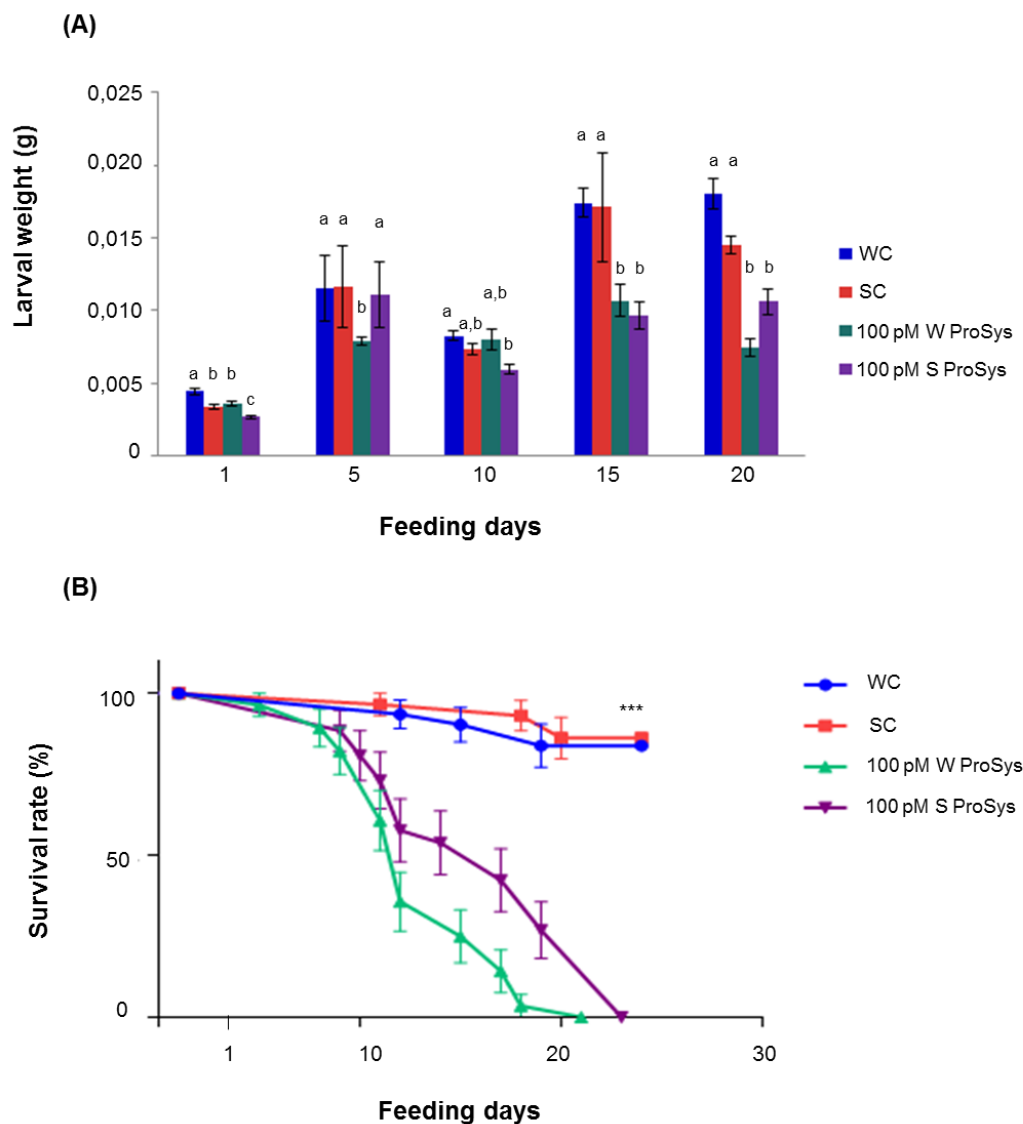 (A)
Larval weight (g)
0,025
0,020
0,015
0,010
0,005
0
a b b c
a a b a
a a,b a,b b
a a b b
a a b b
1 5 10 15 20
Feeding days
WC
SC
100 pM W ProSys
100 pM S ProSys
(B)
Survival rate (%)
100
50
0
***
1 10 20 30
Feeding days
WC
SC
100 pM W ProSys
100 pM S ProSys